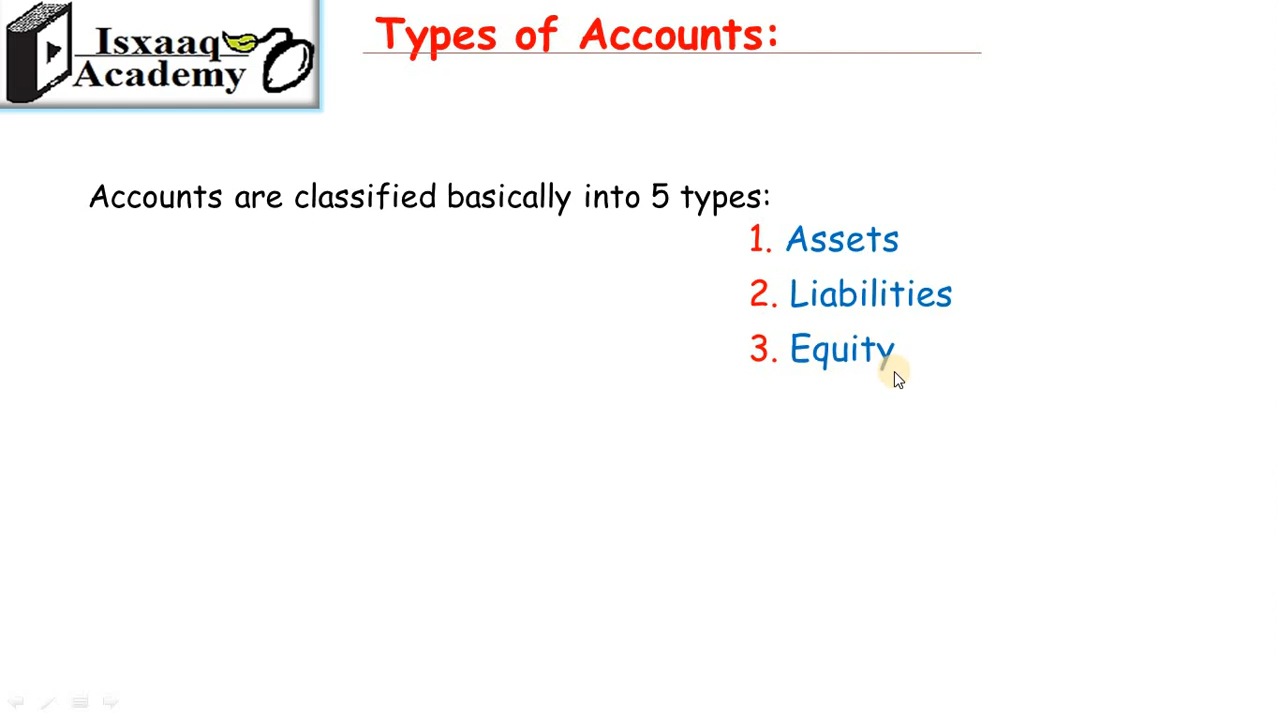 Isxaaq
Academy
Types of Accounts:
Accounts are classified basically into 5 types:
1. Assets
2. Liabilities
3. Equity